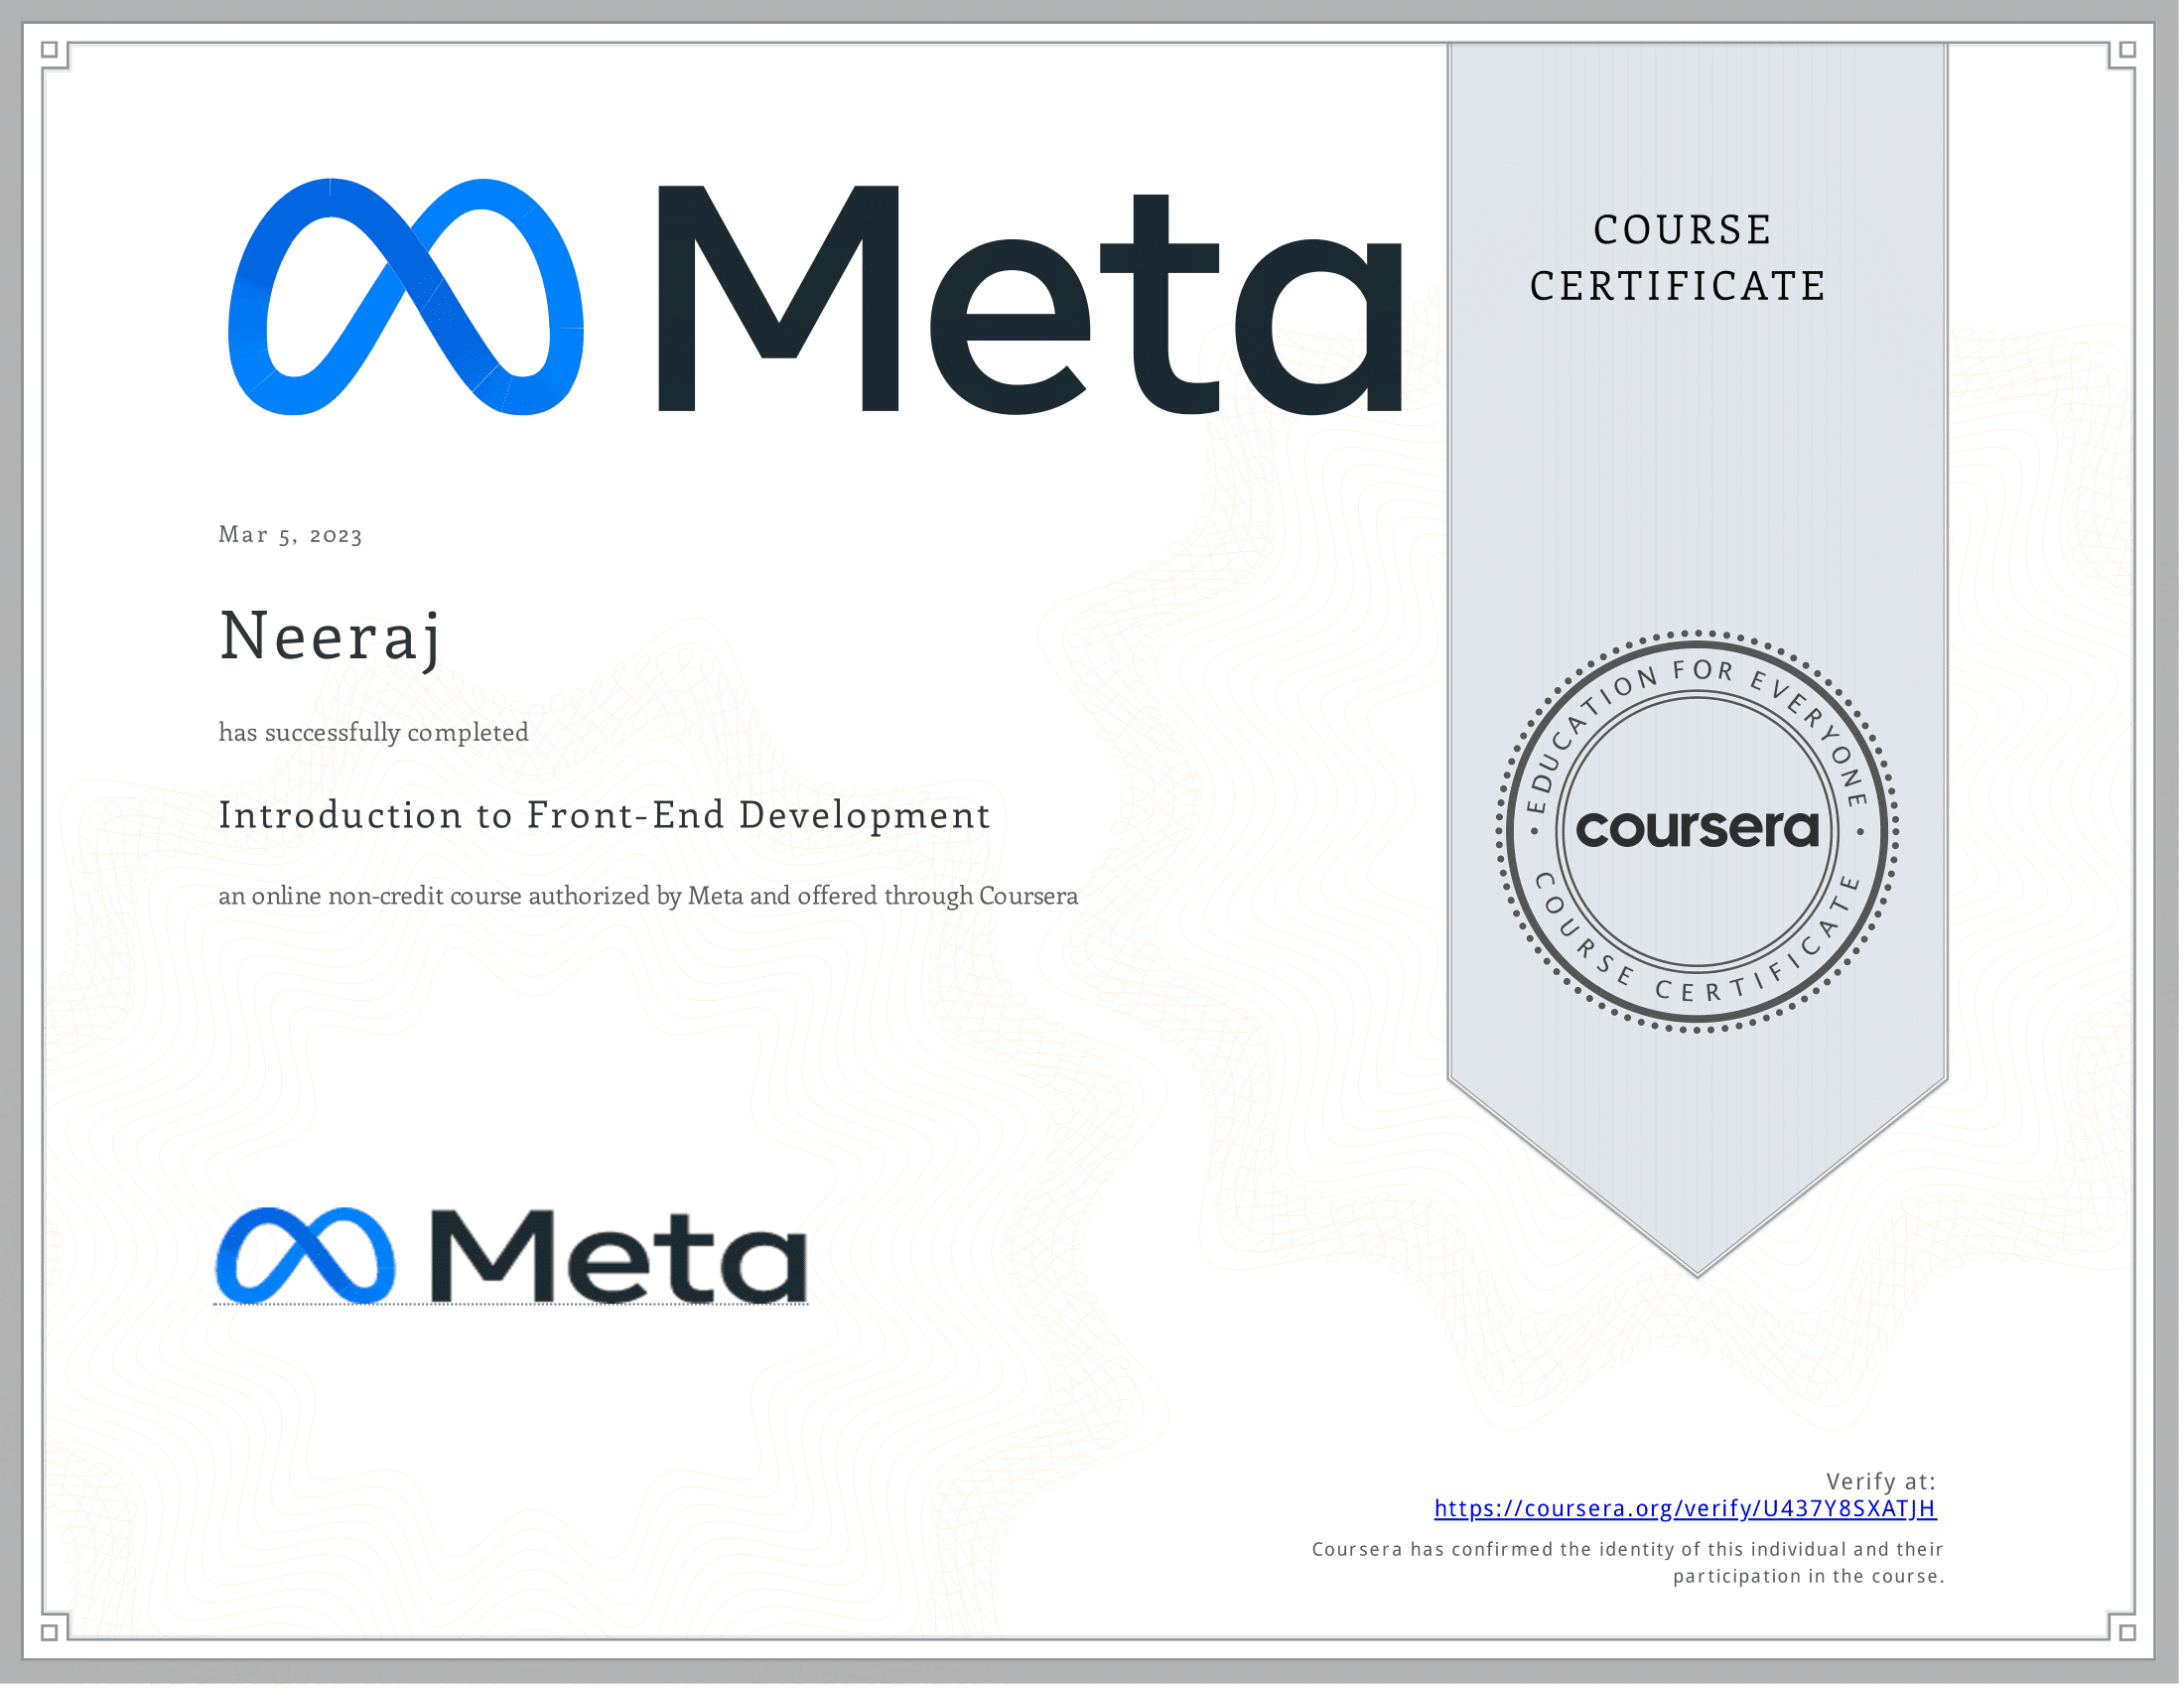 Meta
COURSE
CERTIFICATE
Mar 5, 2023
Neeraj
has successfully completed
Introduction to Front-End Development
an online non-credit course authorized by Meta and offered through Coursera
EDUCATION FOR EVERYONE
coursera
COURSE CERTIFICATE
Meta
Verify at:
https://coursera.org/verify/U437Y8SXATJH
Coursera has confirmed the identity of this individual and their
participation in the course.